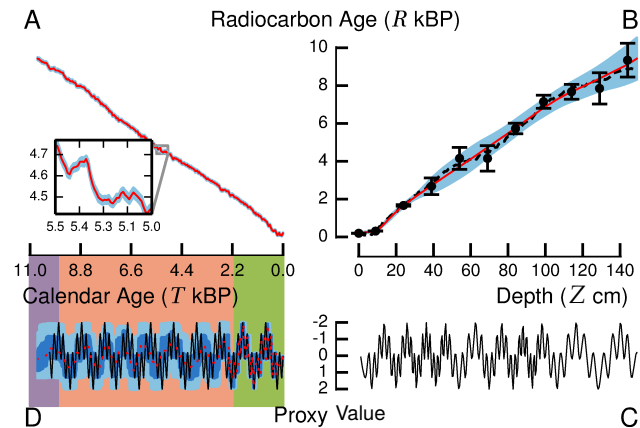 A Radiocarbon Age (R kBP) B
10
8
6
4
2
0
4.7
4.6
4.5
5.5 5.4 5.3 5.1 5.0
11.0 8.8 6.6 4.4 2.2 0.0
0 20 40 60 80 100 120 140
Calendar Age (T kBP) Depth (Z cm)
-2
-1
0
1
2
D Proxy Value C